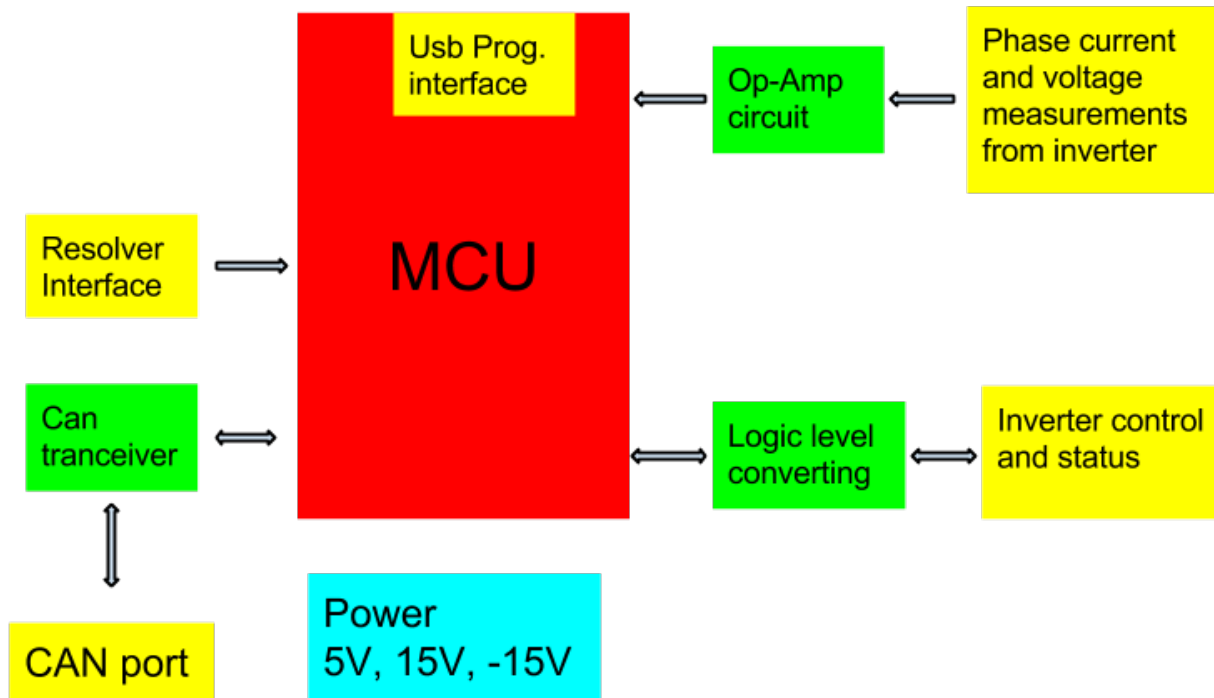 Usb Prog.
interface
Op-Amp
circuit
Phase current
and voltage
measurements
from inverter
MCU
Resolver
Interface
Can
tranceiver
Logic level
converting
Inverter control
and status
CAN port
Power
5V, 15V, -15V